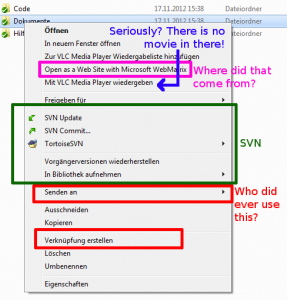 Code 17.11.2012 15:38 Dateiordner
Dokumente 17.11.2012 15:38 Dateiordner
Hilf Dateiordner
Öffnen
Seriously? There is no
movie in there!
In neuem Fenster öffnen
Zur VLC Media Player Wiedergabeliste hinzufügen
Open as a Web Site with Microsoft WebMatrix
Where did that
come from?
Mit VLC Media Player wiedergeben
Freigeben für
SVN Update
SVN Commit...
TortoiseSVN
SVN
Vorgängerversionen wiederherstellen
In Bibliothek aufnehmen
Senden an
Who did
ever use
this?
Ausschneiden
Kopieren
Verknüpfung erstellen
Löschen
Umbenennen
Eigenschaften